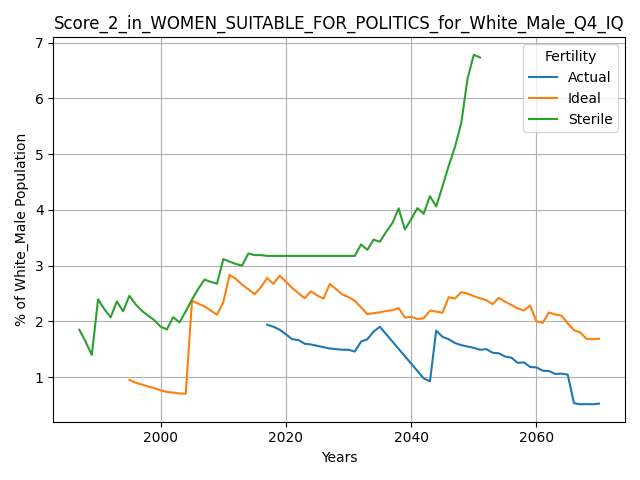 Score_2_in_WOMEN_SUITABLE_FOR_POLITICS_for_White_Male_Q4_IQ
7
6
5
4
3
2
1
% of White_Male Population
Fertility
Actual
Ideal
Sterile
2000
2020
2040
2060
Years